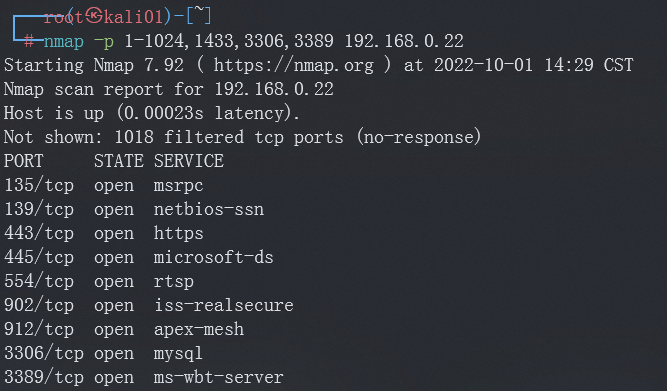 ┌──(root㉿kali01)-[~]
└─# nmap -p 1-1024,1433,3306,3389 192.168.0.22
Starting Nmap 7.92 ( https://nmap.org ) at 2022-10-01 14:29 CST
Nmap scan report for 192.168.0.22
Host is up (0.00023s latency).
Not shown: 1018 filtered tcp ports (no-response)
PORT     STATE SERVICE
135/tcp  open  msrpc
139/tcp  open  netbios-ssn
443/tcp  open  https
445/tcp  open  microsoft-ds
554/tcp  open  rtsp
902/tcp  open  iss-realsecure
912/tcp  open  apex-mesh
3306/tcp open  mysql
3389/tcp open  ms-wbt-server